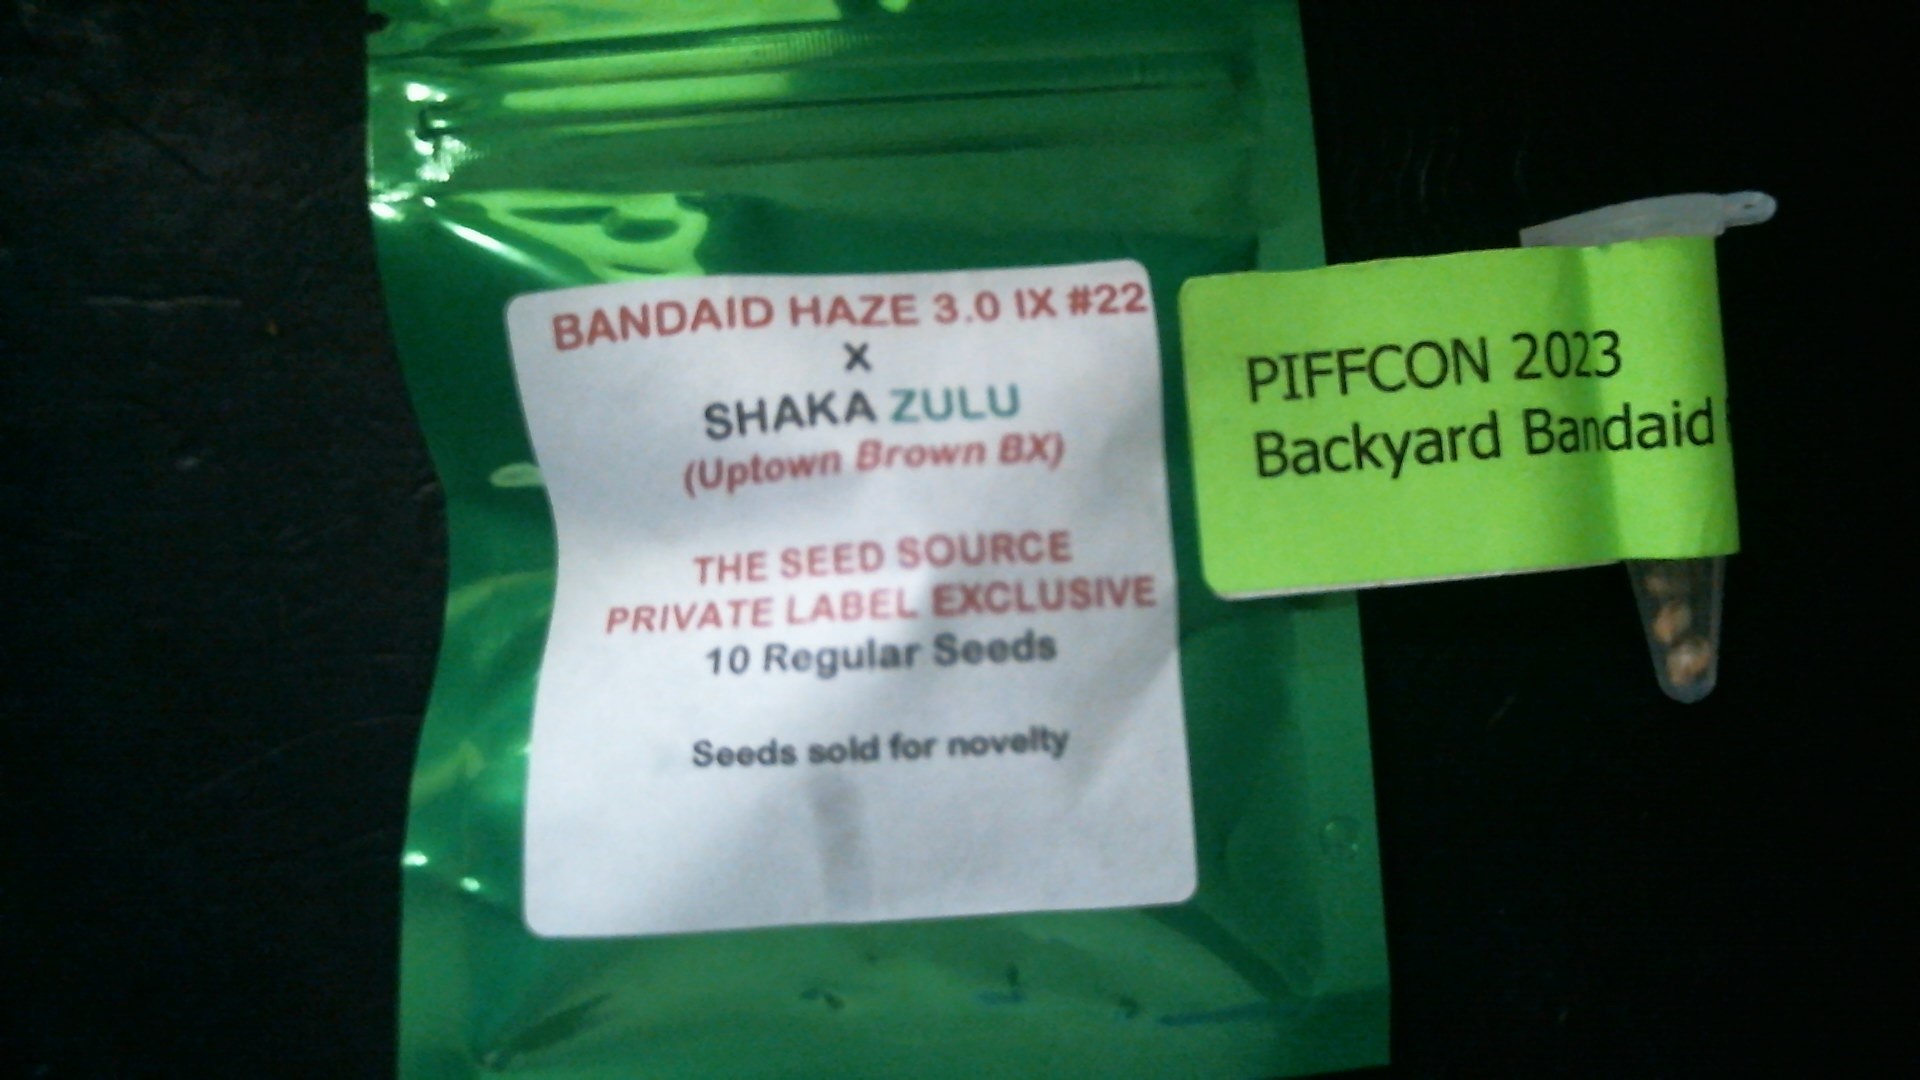 BANDAID HAZE 3.0 IX #22
X
SHAKA ZULU
(Uptown Brown BX)
THE SEED SOURCE
PRIVATE LABEL EXCLUSIVE
10 Regular Seeds
Seeds sold for novelty
PIFFCON 2023
Backyard Bandaid